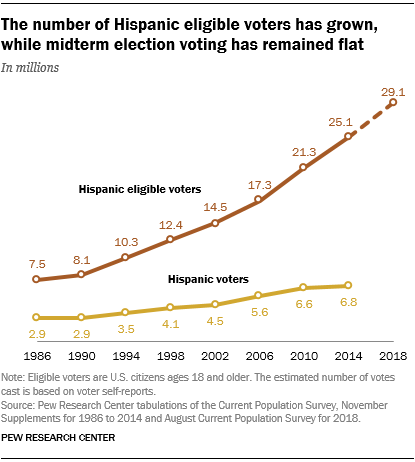 The number of Hispanic eligible voters has grown,
while midterm election voting has remained flat
In millions
29.1
25.1
21.3
17.3
14.5
12.4
10.3
8.1
7.5
Hispanic eligible voters
Hispanic voters
2.9 2.9 3.5 4.1 4.5 5.6 6.6 6.8
1986 1990 1994 1998 2002 2006 2010 2014 2018
Note: Eligible voters are U.S. citizens ages 18 and older. The estimated number of votes
cast is based on voter self-reports.
Source: Pew Research Center tabulations of the Current Population Survey, November
Supplements for 1986 to 2014 and August Current Population Survey for 2018.
PEW RESEARCH CENTER